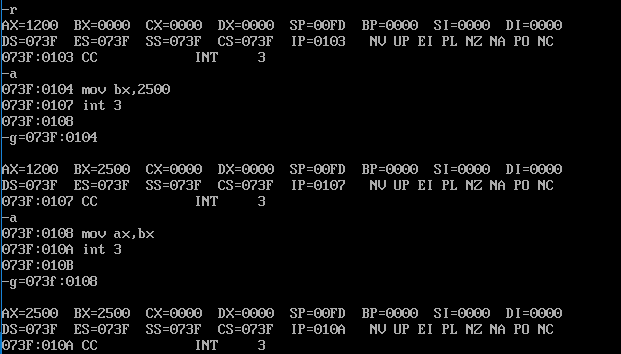 -r
AX=1200  BX=0000  CX=0000  DX=0000  SP=00FD  BP=0000  SI=0000  DI=0000
DS=073F  ES=073F  SS=073F  CS=073F  IP=0103   NV UP EI PL NZ NA PO NC
073F:0103 CC            INT     3
-a
073F:0104 mov bx,2500
073F:0107 int 3
073F:0108
-g=073F:0104

AX=1200  BX=2500  CX=0000  DX=0000  SP=00FD  BP=0000  SI=0000  DI=0000
DS=073F  ES=073F  SS=073F  CS=073F  IP=0107   NV UP EI PL NZ NA PO NC
073F:0107 CC            INT     3
-a
073F:0108 mov ax,bx
073F:010A int 3
073F:010B
-g=073f:0108

AX=2500  BX=2500  CX=0000  DX=0000  SP=00FD  BP=0000  SI=0000  DI=0000
DS=073F  ES=073F  SS=073F  CS=073F  IP=010A   NV UP EI PL NZ NA PO NC
073F:010A CC            INT     3